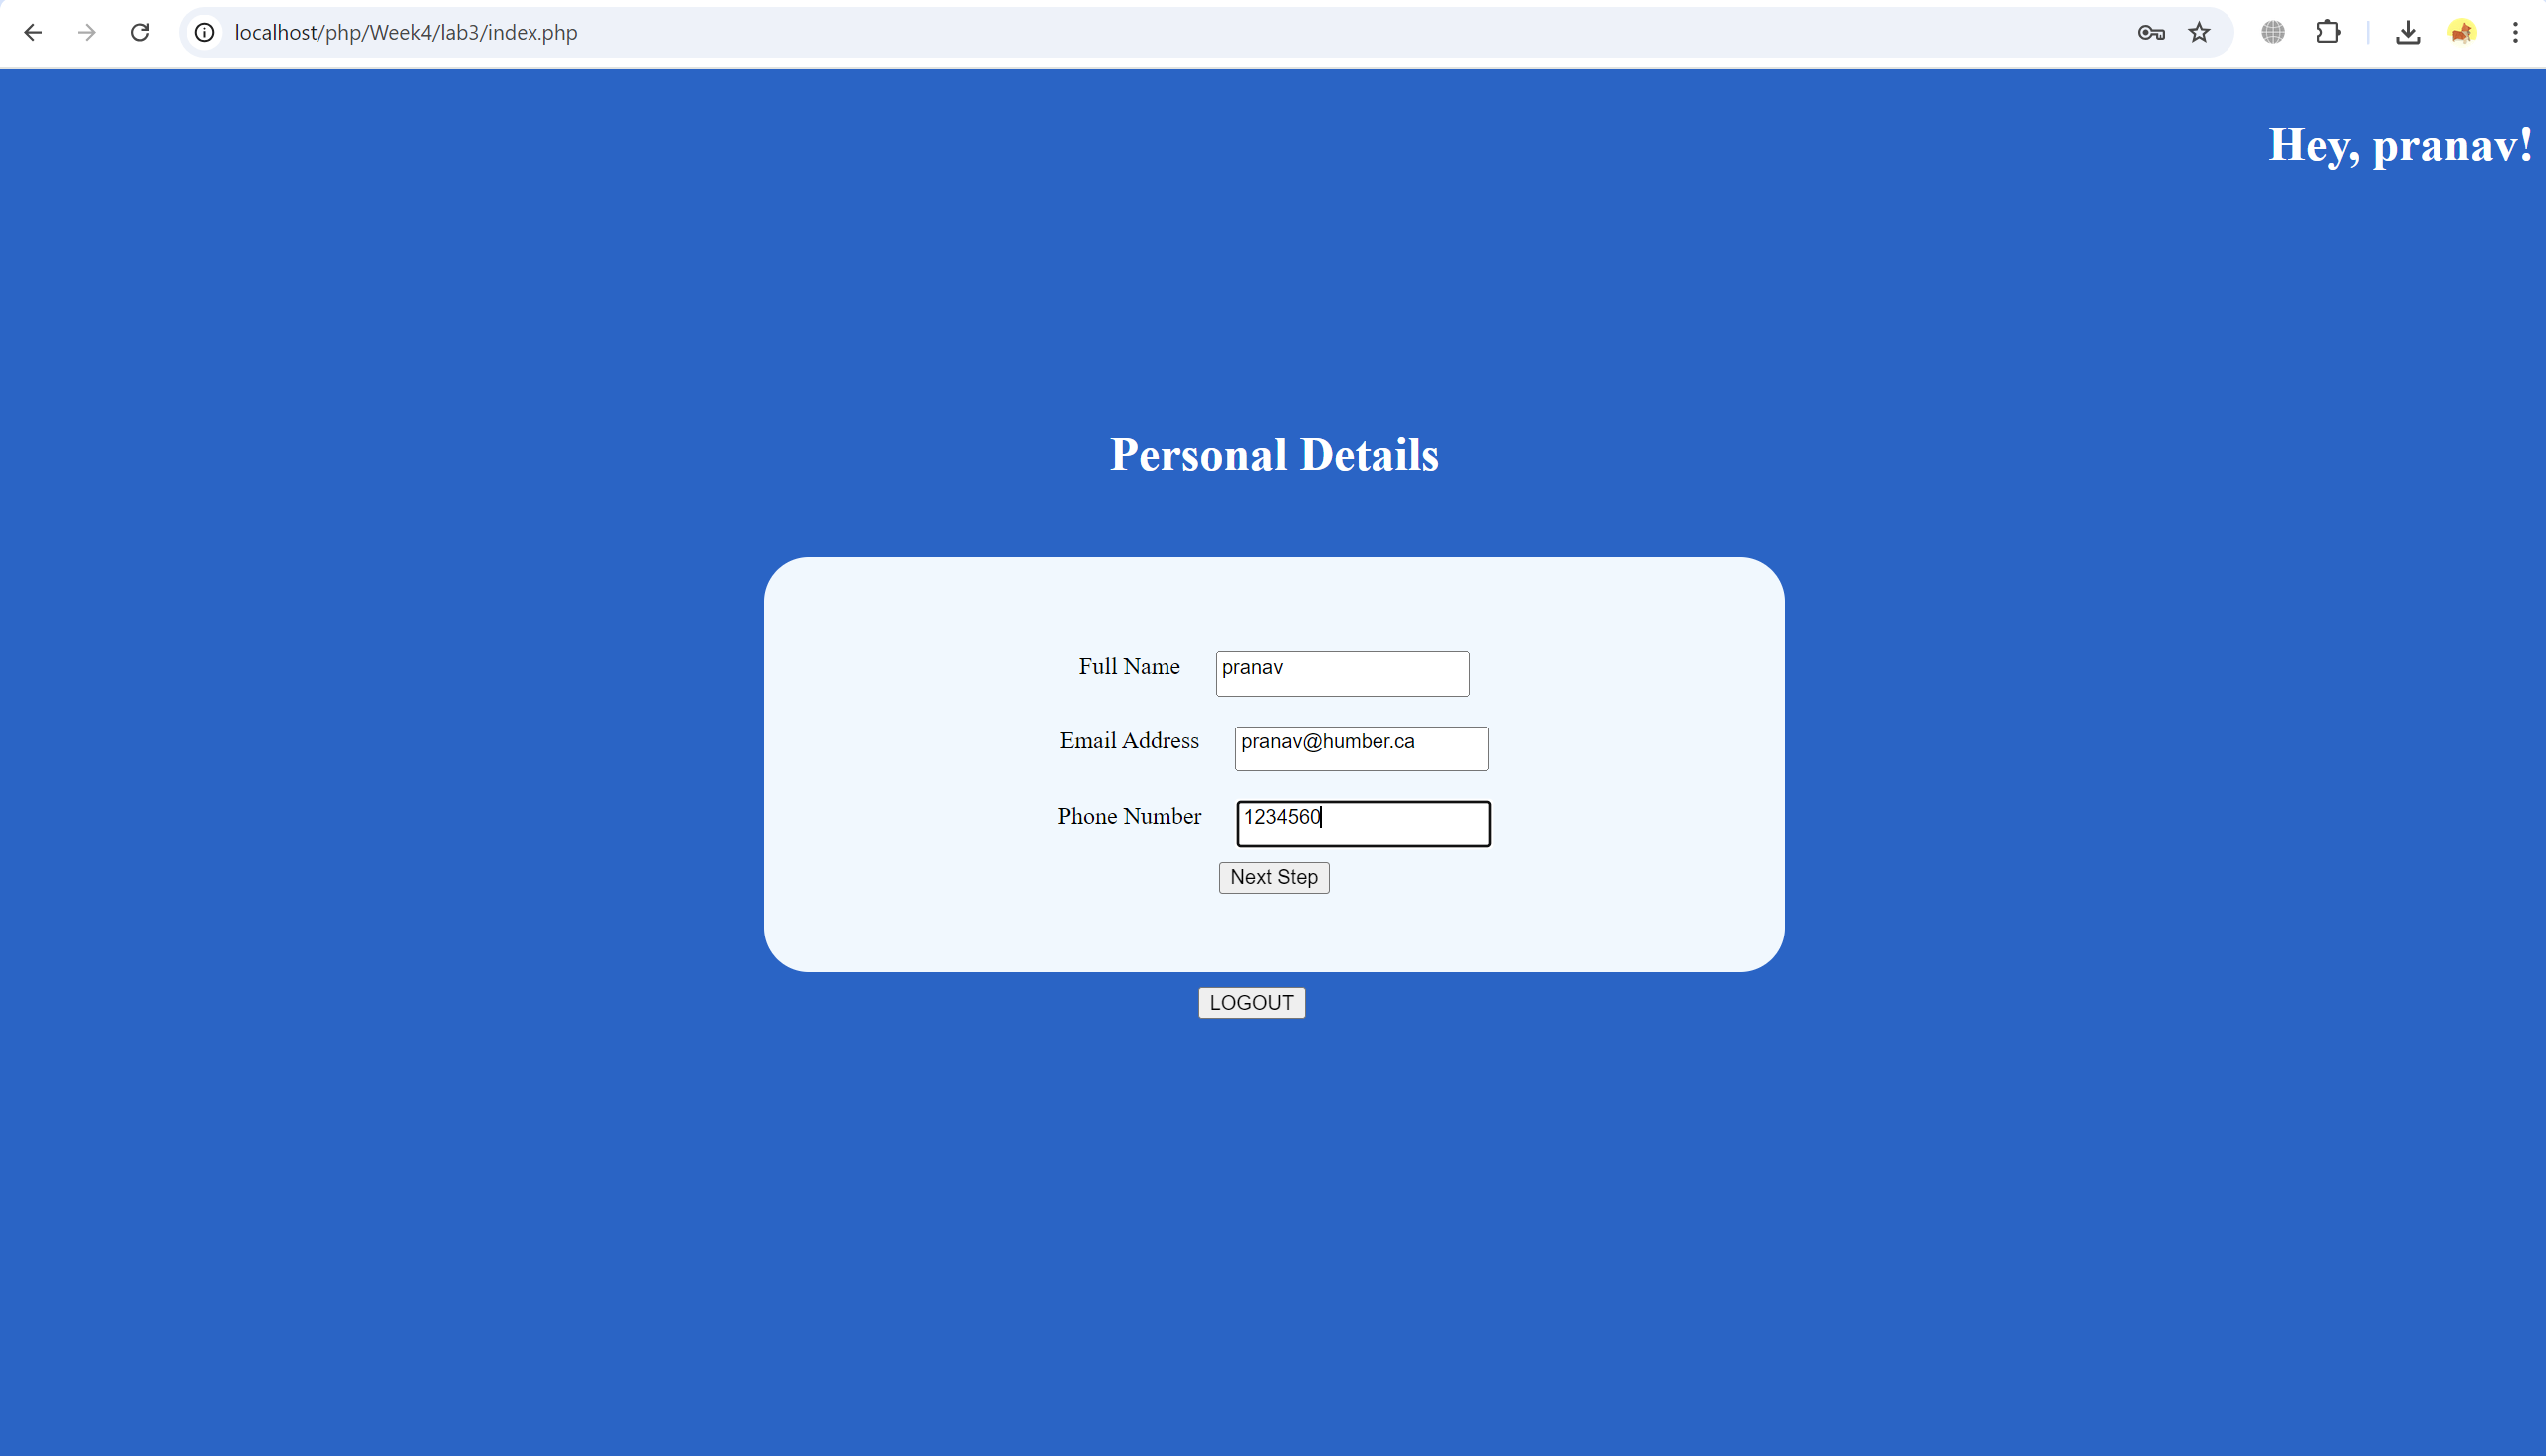 localhost/php/Week4/lab3/index.php
Hey, pranav!
Personal Details
Full Name pranav
Email Address pranav@humber.ca
Phone Number 1234560
Next Step
LOGOUT